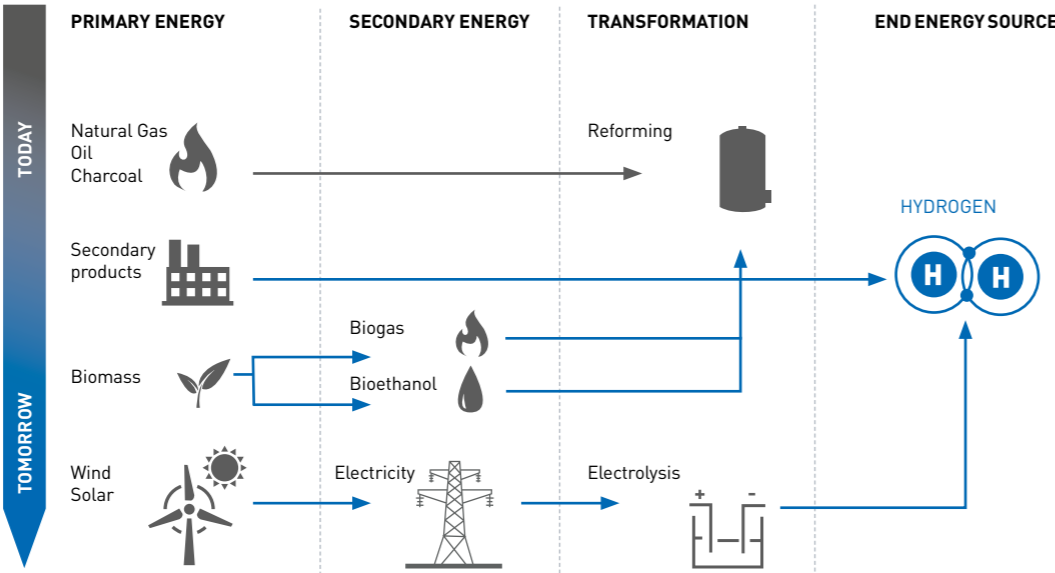 PRIMARY ENERGY
SECONDARY ENERGY
TRANSFORMATION
END ENERGY SOURCE
TODAY
Natural Gas
Oil
Charcoal
Reforming
HYDROGEN
Secondary
products
H H
Biogas
Biomass
Bioethanol
TOMORROW
Wind
Solar
Electricity
Electrolysis
+ -